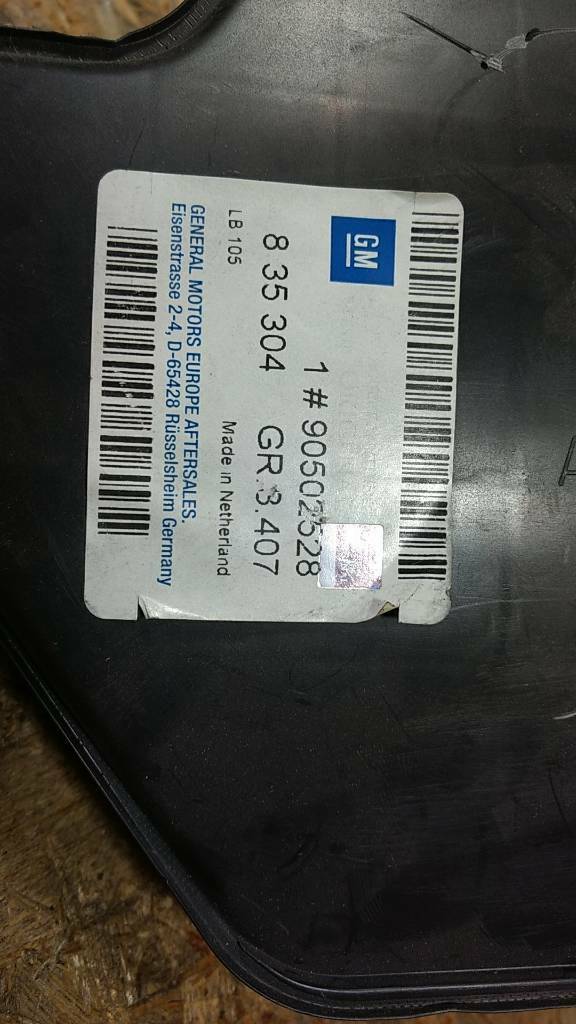 GM
1 # 90502528
8 35 304 GR.3.407
LB 105 Made in Netherland
GENERAL MOTORS EUROPE AFTERSALES.
Eisenstrasse 2-4, D-65428 Rüsselsheim Germany